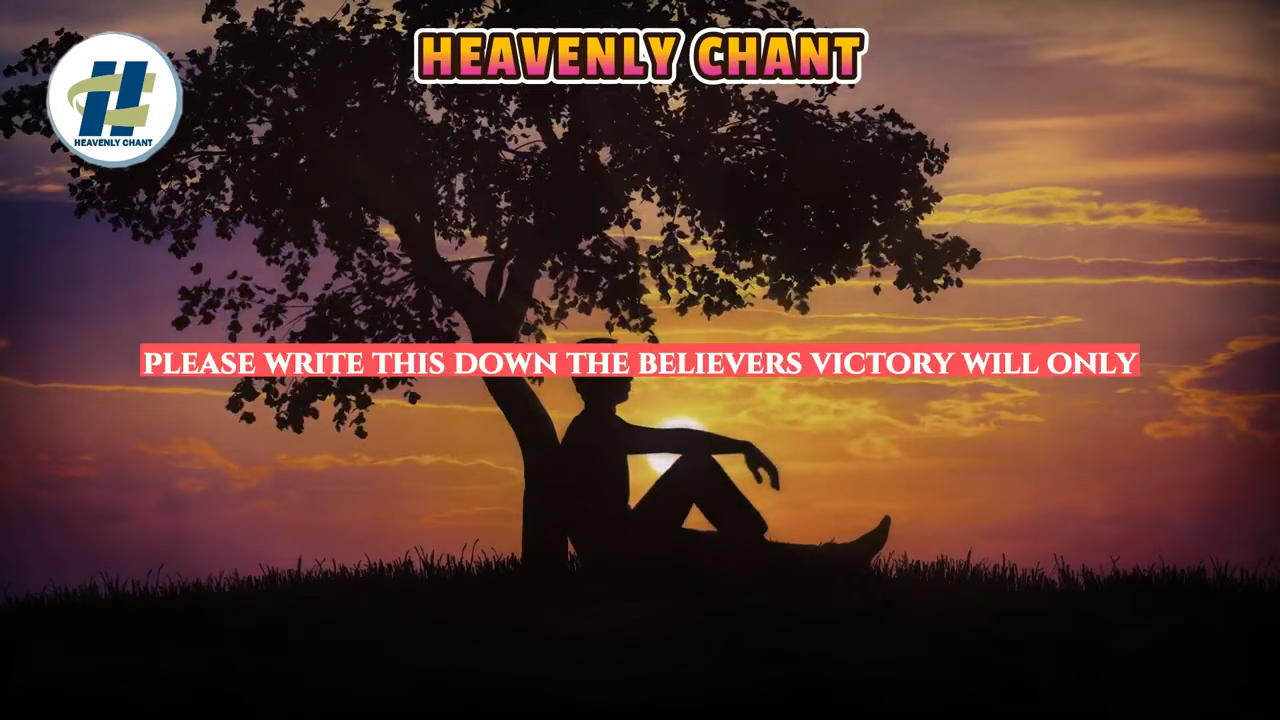 HEAVENLY CHANT
HEAVENLY CHANT
PLEASE WRITE THIS DOWN THE BELIEVERS VICTORY WILL ONLY